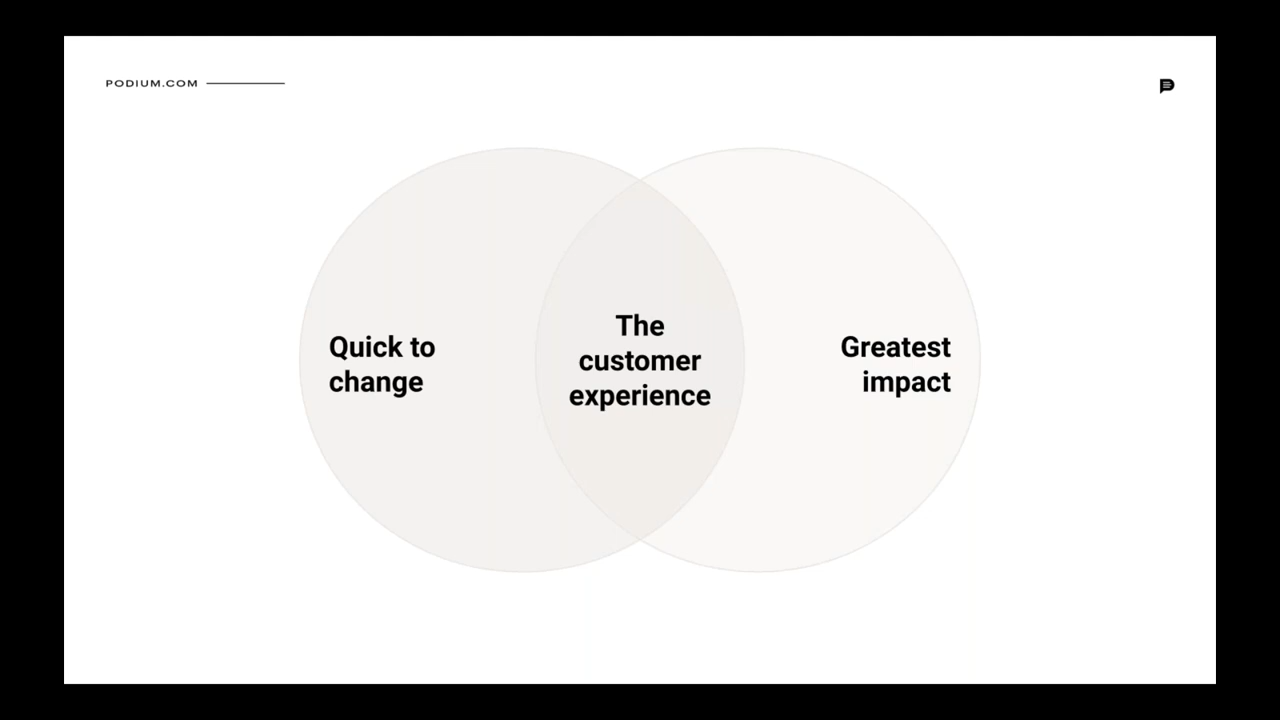 PODIUM.COM
Quick to
change
The
customer
experience
Greatest
impact